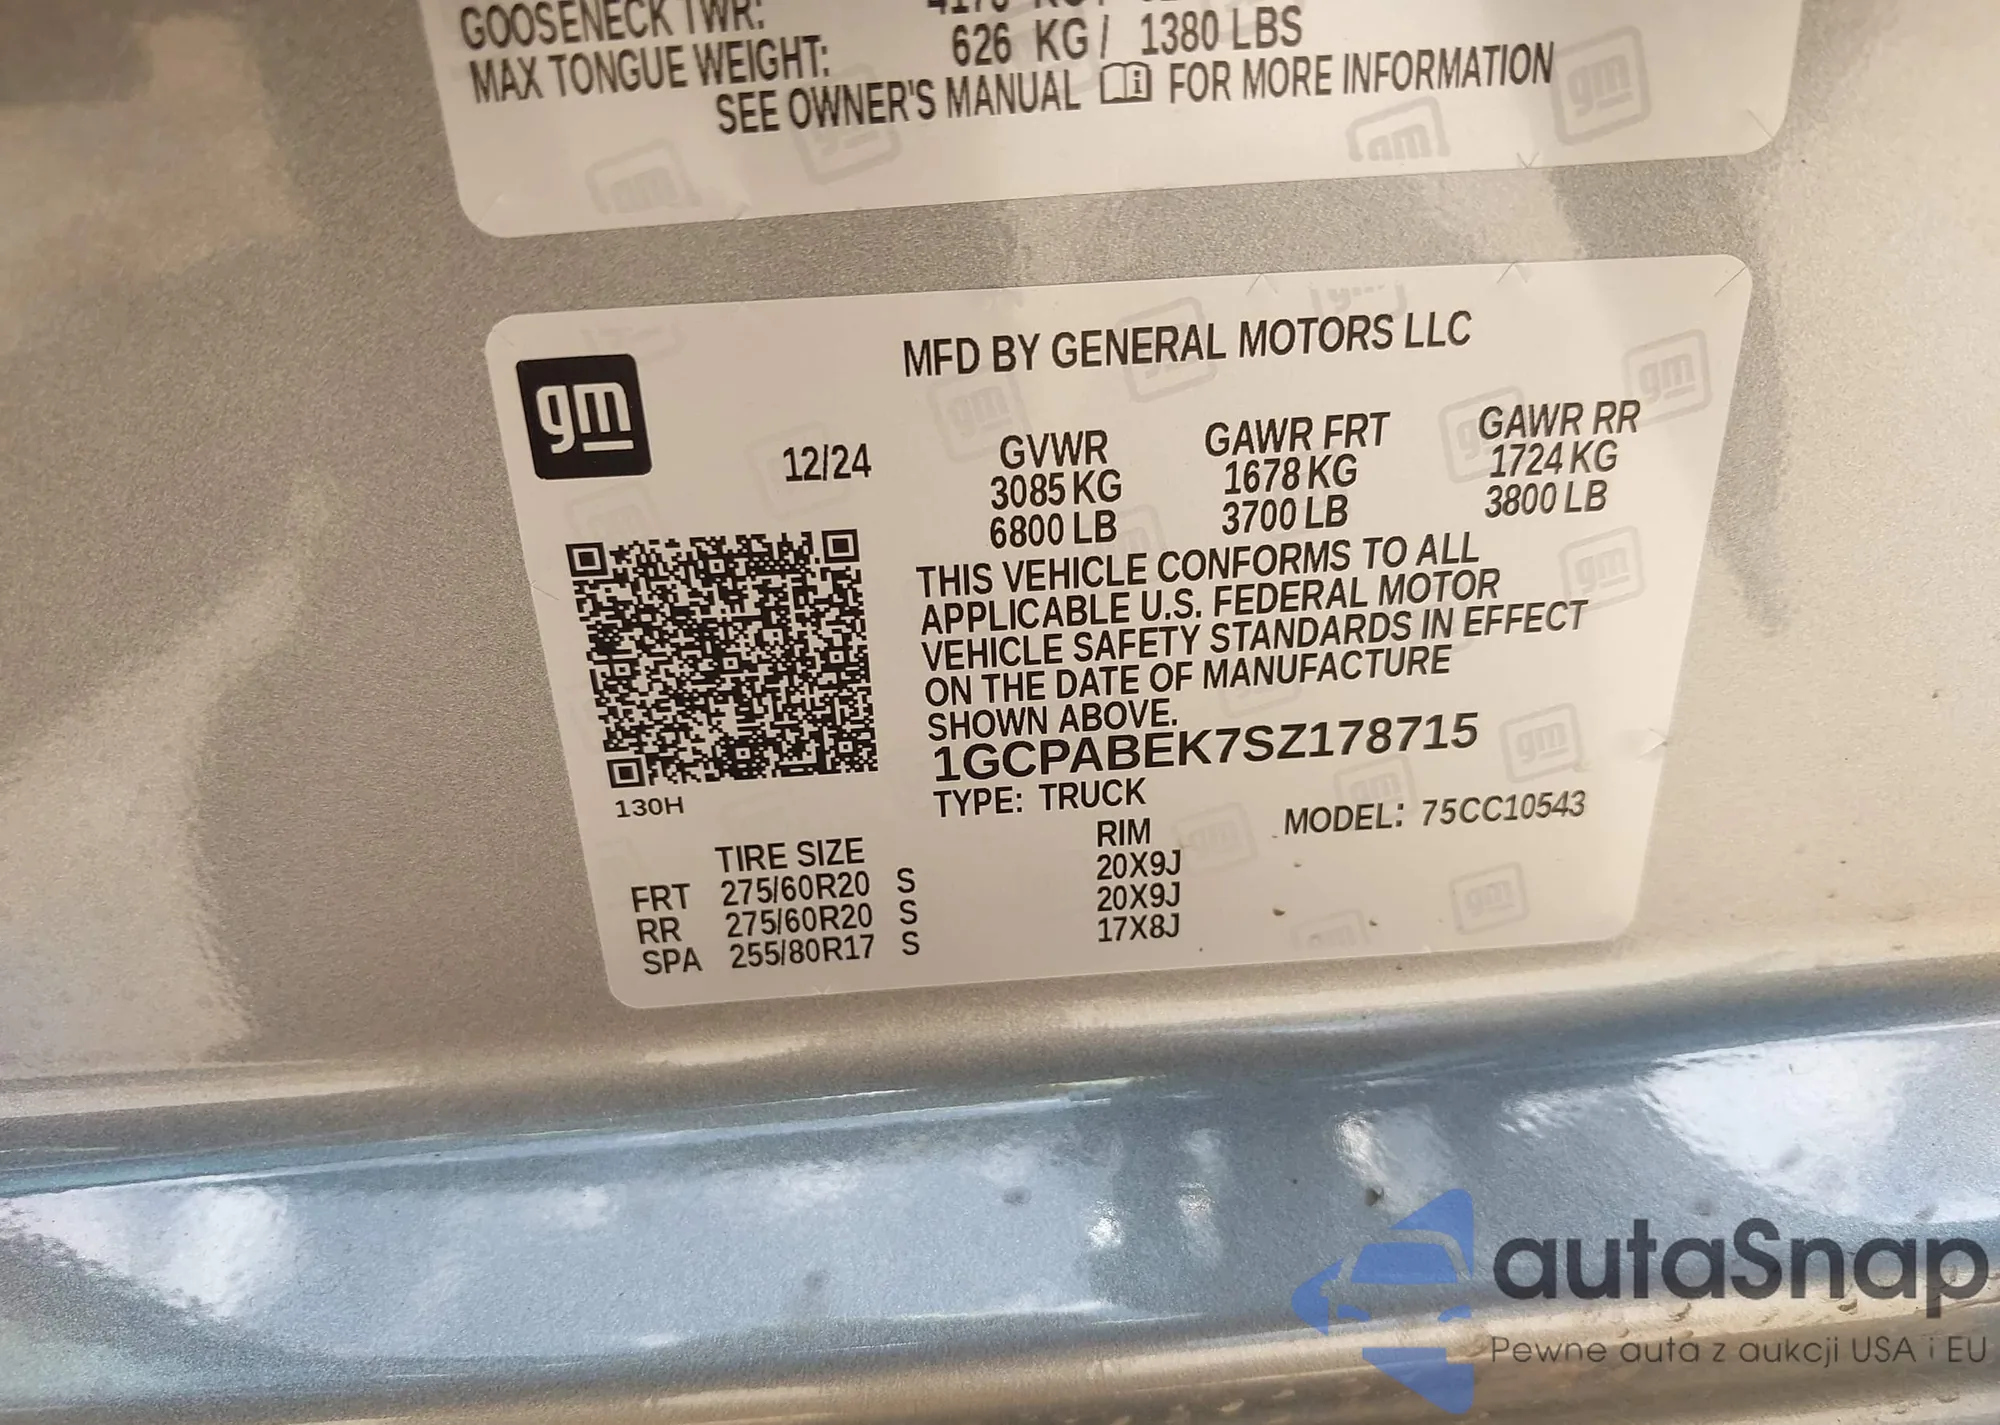 GOOSENECK TWR:
MAX TONGUE WEIGHT: 626 KG / 1380 LBS
SEE OWNER'S MANUAL FOR MORE INFORMATION
MFD BY GENERAL MOTORS LLC
gm
12/24
GVWR GAWR FRT GAWR RR
3085 KG 1678 KG 1724 KG
6800 LB 3700 LB 3800 LB
THIS VEHICLE CONFORMS TO ALL
APPLICABLE U.S. FEDERAL MOTOR
VEHICLE SAFETY STANDARDS IN EFFECT
ON THE DATE OF MANUFACTURE
SHOWN ABOVE.
1GCPABEK7SZ178715
130H
TYPE: TRUCK MODEL: 75CC10543
TIRE SIZE RIM
FRT 275/60R20 S 20X9J
RR 275/60R20 S 20X9J
SPA 255/80R17 S 17X8J
autaSnap
Pewne auta z aukcji USA i EU